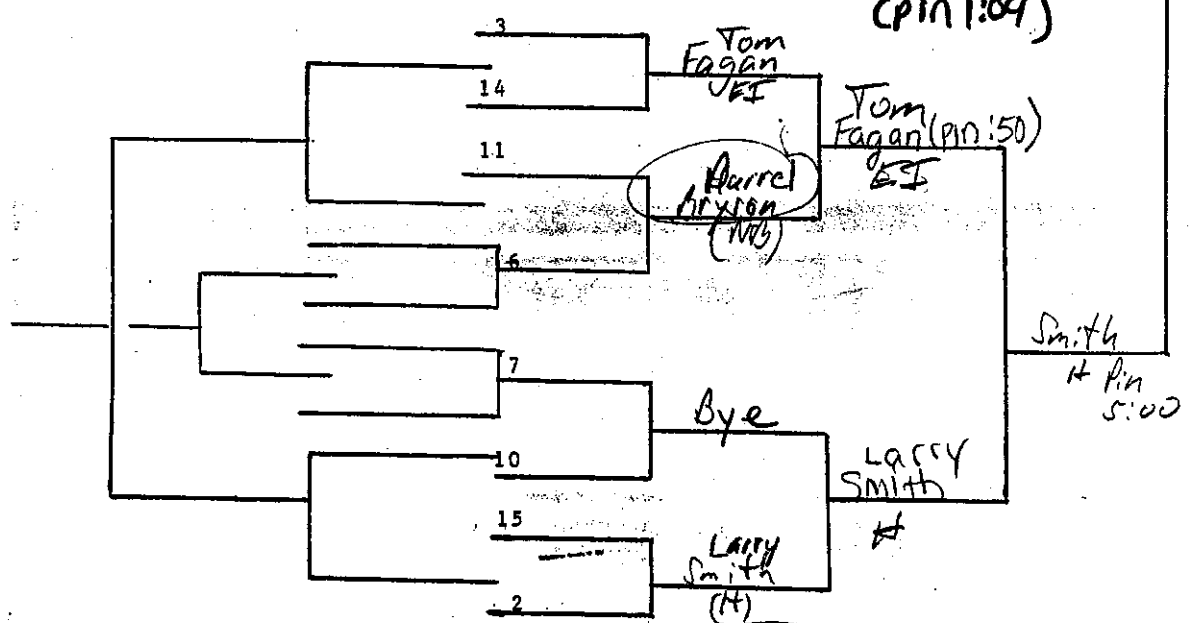 (pin 1:04)
3
Tom
Fagan
EI
14
Tom
Fagan (pin :50)
EI
11
Darrel
(NB)
6
Smith
H Pin
5:00
7
Bye
10
Larry
Smith
H
15
Larry
Smith
(H)
2